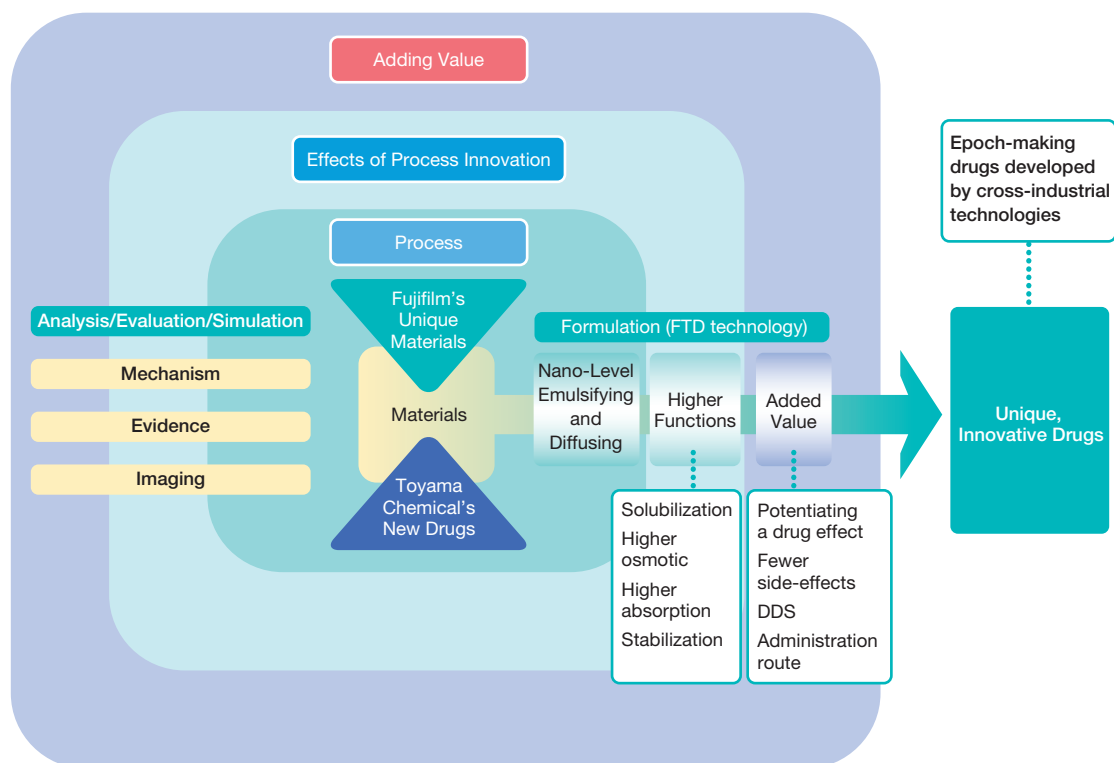 Adding Value
Effects of Process Innovation
Process
Fujifilm’s
Unique
Materials
Materials
Toyama
Chemical’s
New Drugs
Analysis/Evaluation/Simulation
Mechanism
Evidence
Imaging
Formulation (FTD technology)
Nano-Level
Emulsifying
and
Diffusing
Higher
Functions
Added
Value
Solubilization
Higher
osmotic
Higher
absorption
Stabilization
Potentiating
a drug effect
Fewer
side-effects
DDS
Administration
route
Epoch-making
drugs developed
by cross-industrial
technologies
Unique,
Innovative Drugs